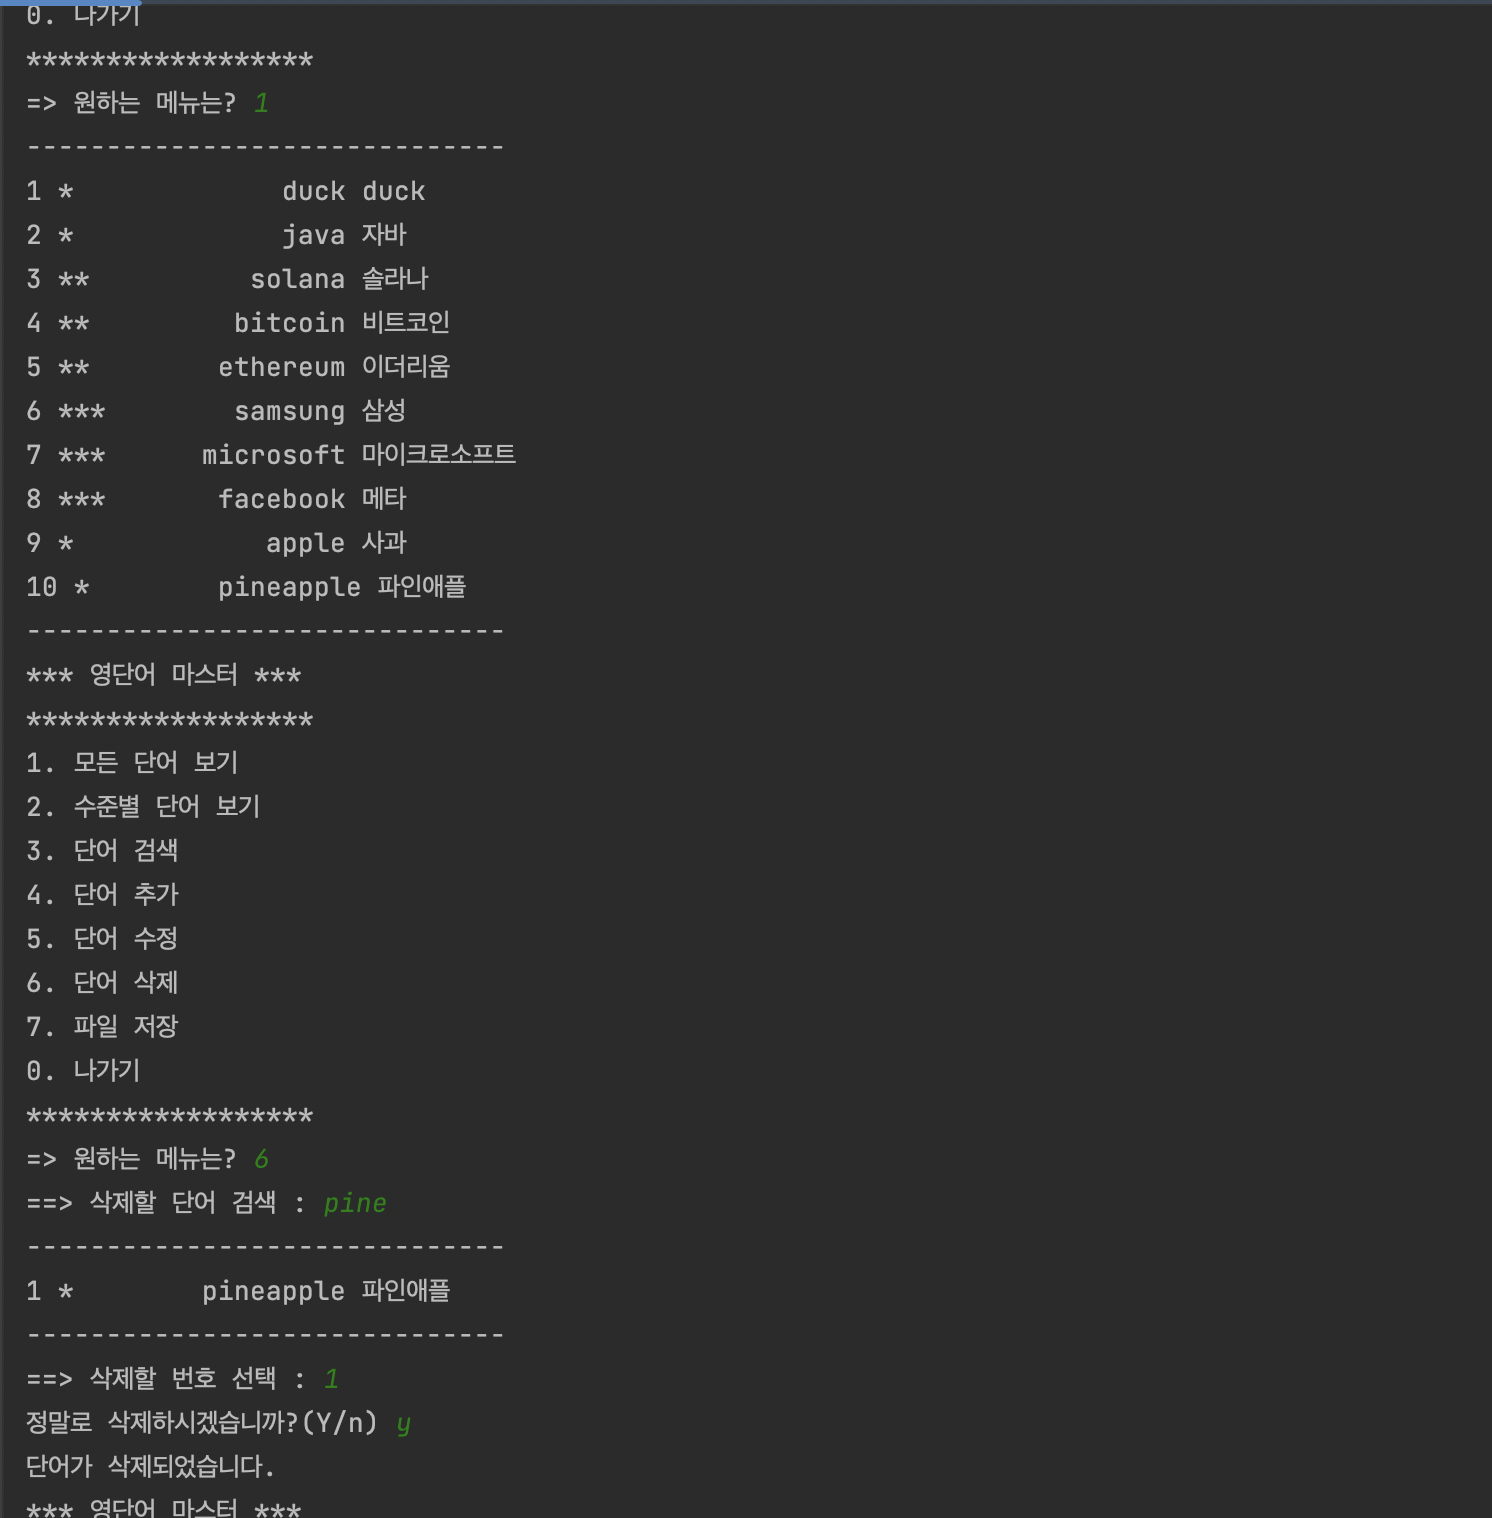 0. 나가기
******************
=> 원하는 메뉴는? 1
------------------------------
1 *             duck duck
2 *             java 자바
3 **          solana 솔라나
4 **         bitcoin 비트코인
5 **        ethereum 이더리움
6 ***        samsung 삼성
7 ***      microsoft 마이크로소프트
8 ***       facebook 메타
9 *            apple 사과
10 *        pineapple 파인애플
------------------------------
*** 영단어 마스터 ***
******************
1. 모든 단어 보기
2. 수준별 단어 보기
3. 단어 검색
4. 단어 추가
5. 단어 수정
6. 단어 삭제
7. 파일 저장
0. 나가기
******************
=> 원하는 메뉴는? 6
==> 삭제할 단어 검색 : pine
------------------------------
1 *        pineapple 파인애플
------------------------------
==> 삭제할 번호 선택 : 1
정말로 삭제하시겠습니까?(Y/n) y
단어가 삭제되었습니다.
*** 영단어 마스터 ***